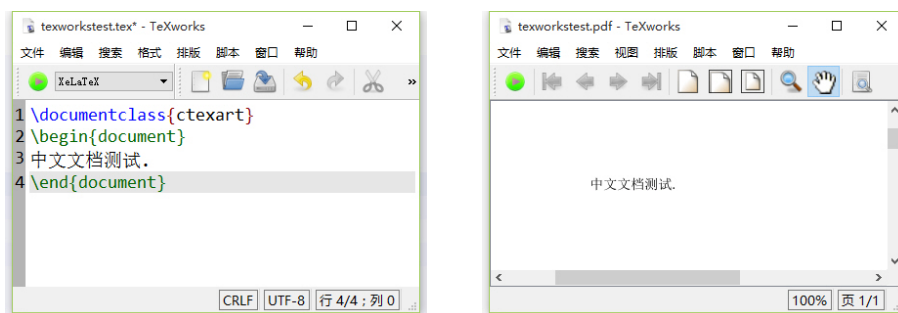 texworkstest.tex* - TeXworks
文件 编辑 搜索 格式 排版 脚本 窗口 帮助
XeLaTeX
»
1 \documentclass{ctexart}
2 \begin{document}
3 中文文档测试.
4 \end{document}
CRLF UTF-8 行 4/4 ; 列 0
texworkstest.pdf - TeXworks
文件 编辑 搜索 视图 排版 脚本 窗口 帮助
中文文档测试.
100% 页 1/1